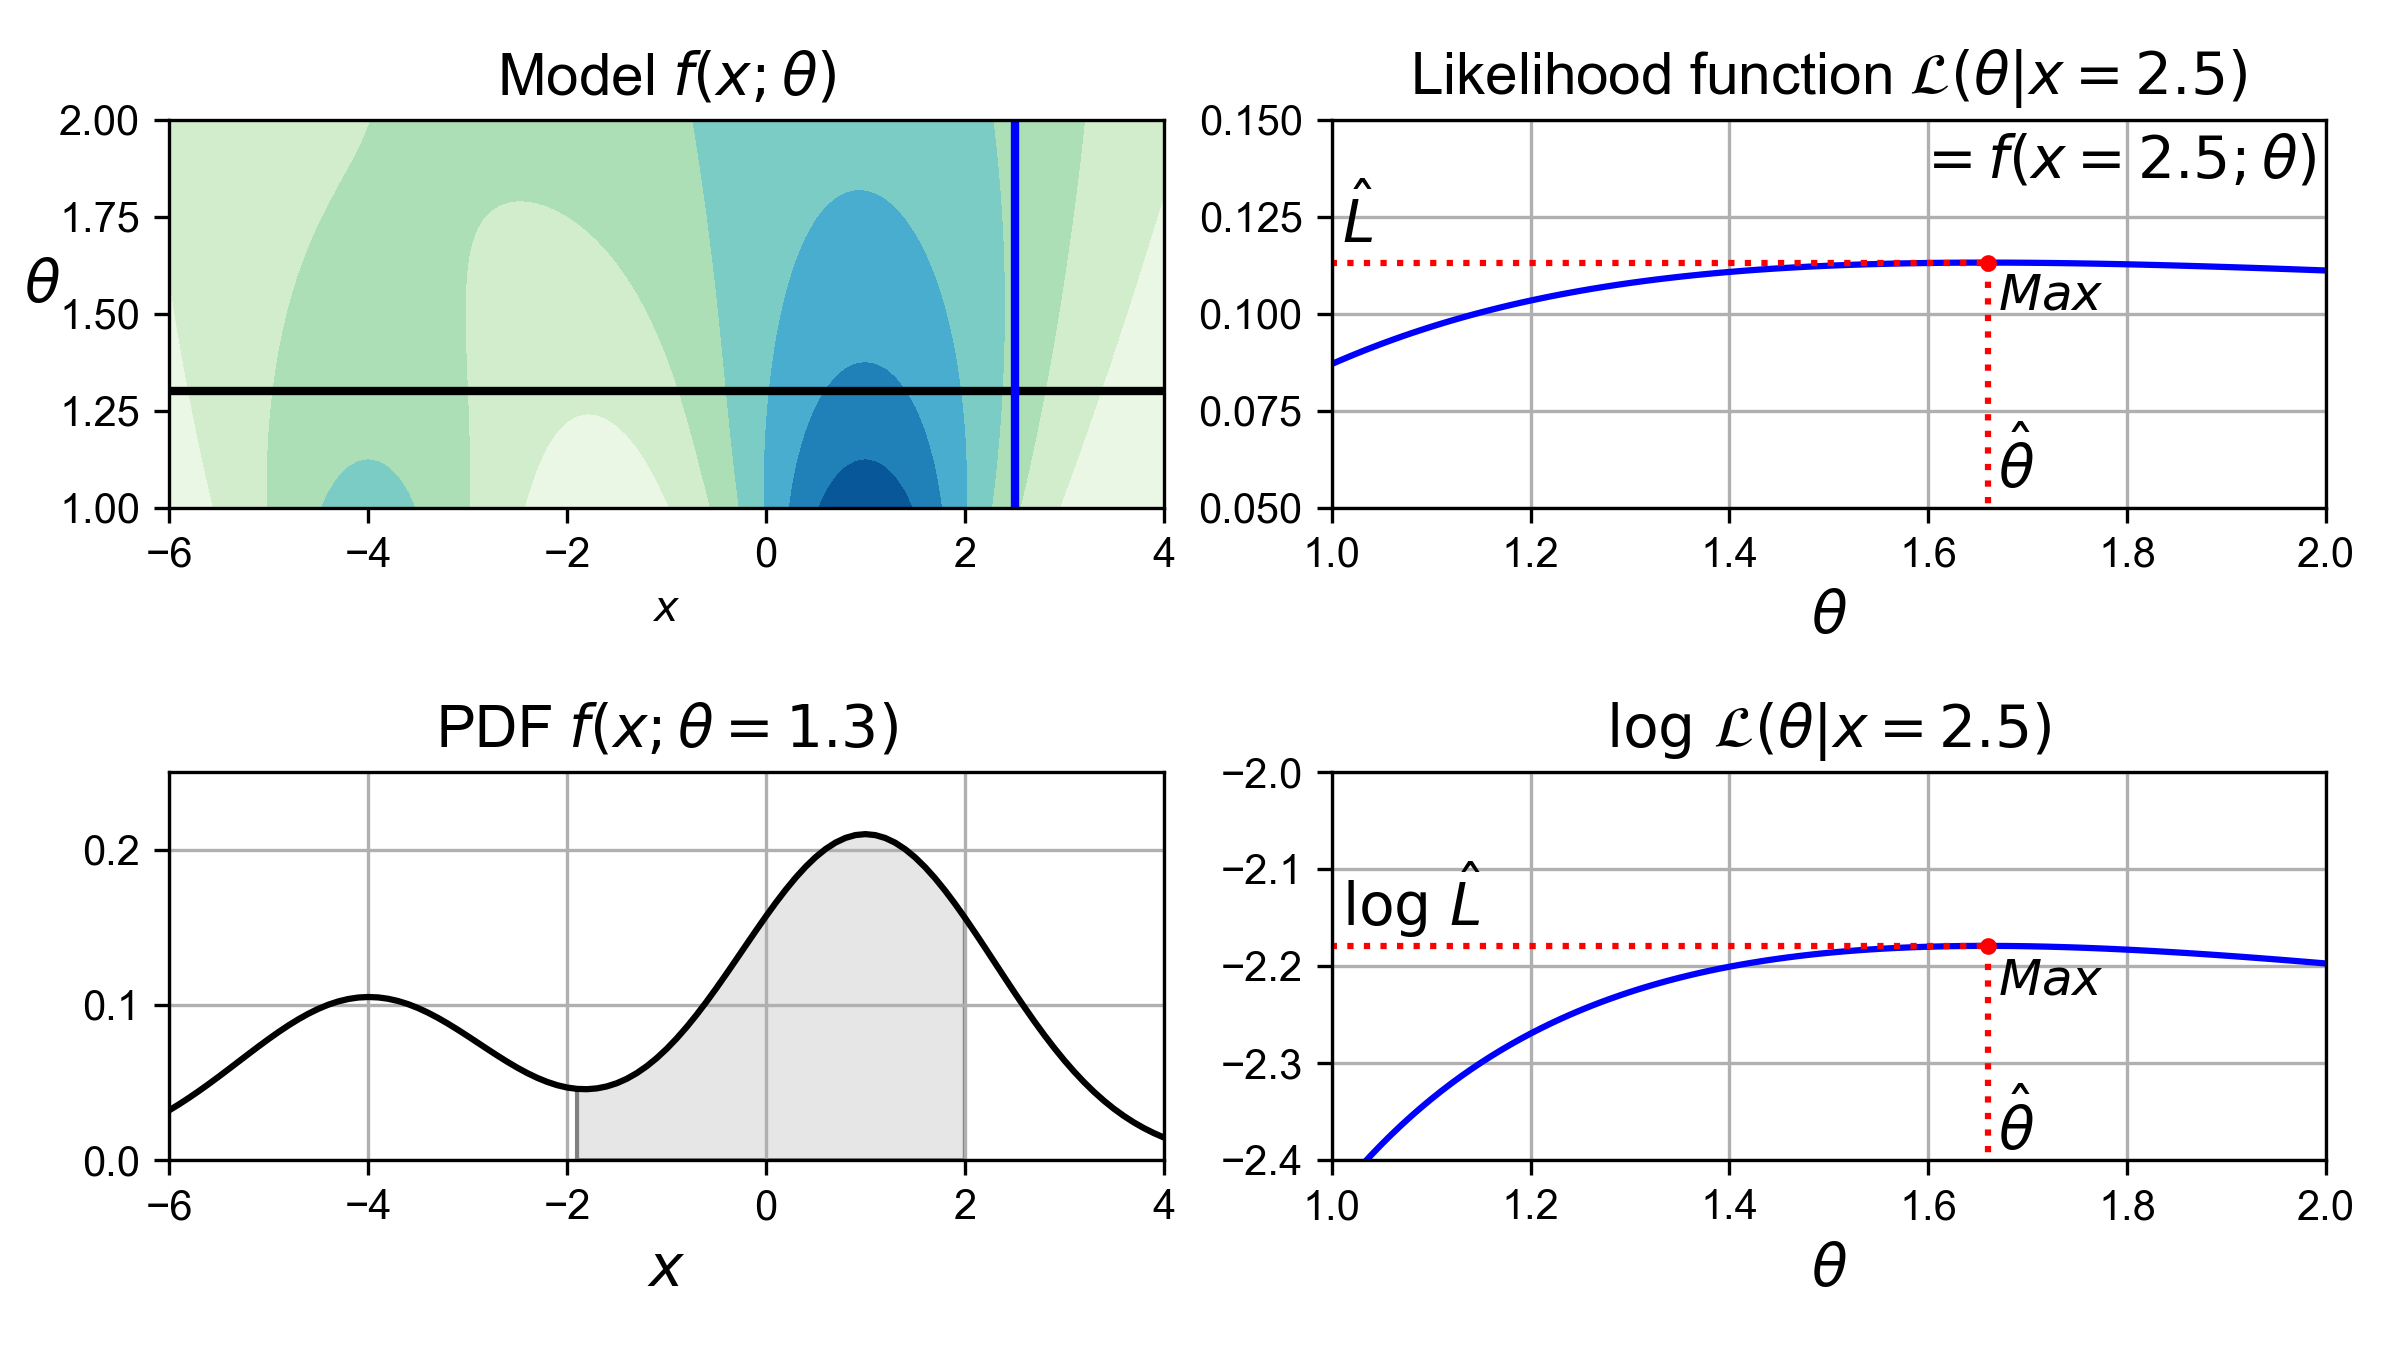 Model f(x; θ)
2.00
1.75
1.50
1.25
1.00
θ
−6 −4 −2 0 2 4
x
Likelihood function ℒ(θ|x = 2.5)
= f(x = 2.5; θ)
0.150
0.125
0.100
0.075
0.050
L̂
Max
θ̂
1.0 1.2 1.4 1.6 1.8 2.0
θ
PDF f(x; θ = 1.3)
0.2
0.1
0.0
−6 −4 −2 0 2 4
x
log ℒ(θ|x = 2.5)
−2.0
−2.1
−2.2
−2.3
−2.4
log L̂
Max
θ̂
1.0 1.2 1.4 1.6 1.8 2.0
θ